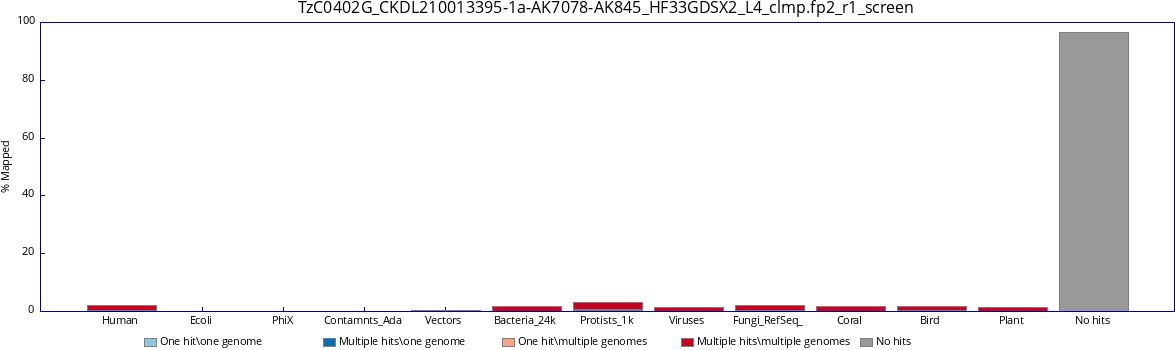 TzC0402G_CKDL210013395-1a-AK7078-AK845_HF33GDSX2_L4_clmp.fp2_r1_screen
100
80
60
40
20
0
% Mapped
Human Ecoli PhiX Contamnts_Ada Vectors Bacteria_24k Protists_1k Viruses Fungi_RefSeq_ Coral Bird Plant No hits
One hit\one genome Multiple hits\one genome One hit\multiple genomes Multiple hits\multiple genomes No hits